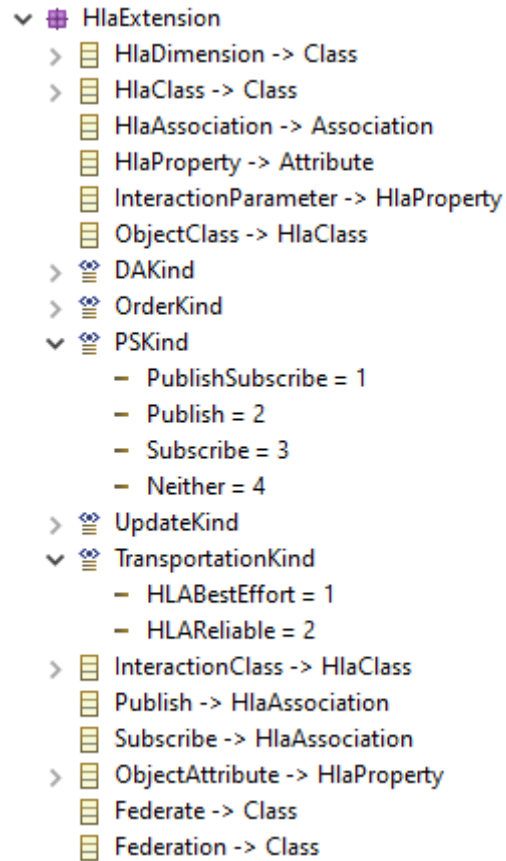 HlaExtension
HlaDimension -> Class
HlaClass -> Class
HlaAssociation -> Association
HlaProperty -> Attribute
InteractionParameter -> HlaProperty
ObjectClass -> HlaClass
DAKind
OrderKind
PSKind
PublishSubscribe = 1
Publish = 2
Subscribe = 3
Neither = 4
UpdateKind
TransportationKind
HLABestEffort = 1
HLAReliable = 2
InteractionClass -> HlaClass
Publish -> HlaAssociation
Subscribe -> HlaAssociation
ObjectAttribute -> HlaProperty
Federate -> Class
Federation -> Class